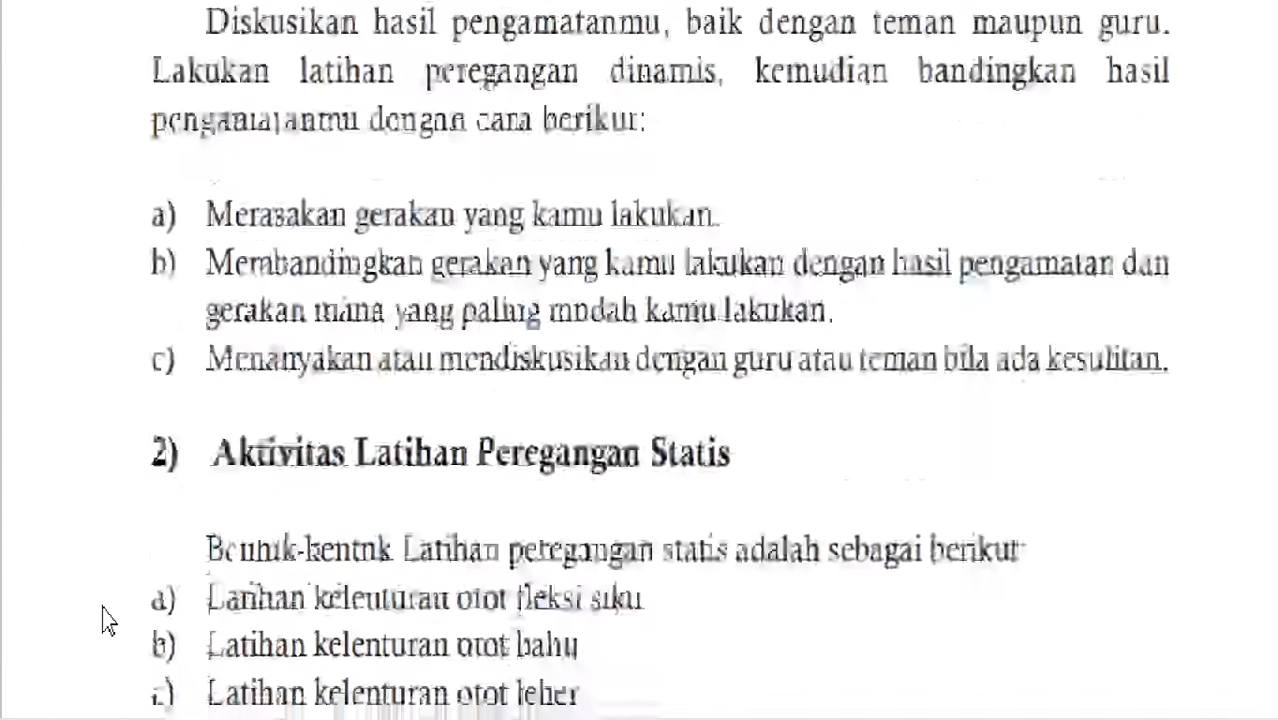 Diskusikan hasil pengamatanmu, baik dengan teman maupun guru.
Lakukan latihan peregangan dinamis, kemudian bandingkan hasil
pengamatanmu dengan cara berikut:
a) Merasakan gerakan yang kamu lakukan.
b) Membandingkan gerakan yang kamu lakukan dengan hasil pengamatan dan
gerakan mana yang paling mudah kamu lakukan.
c) Menanyakan atau mendiskusikan dengan guru atau teman bila ada kesulitan.
2) Aktivitas Latihan Peregangan Statis
Bentuk-bentuk Latihan peregangan statis adalah sebagai berikut
a) Latihan kelenturan otot fleksi siku
b) Latihan kelenturan otot bahu
c) Latihan kelenturan otot leher